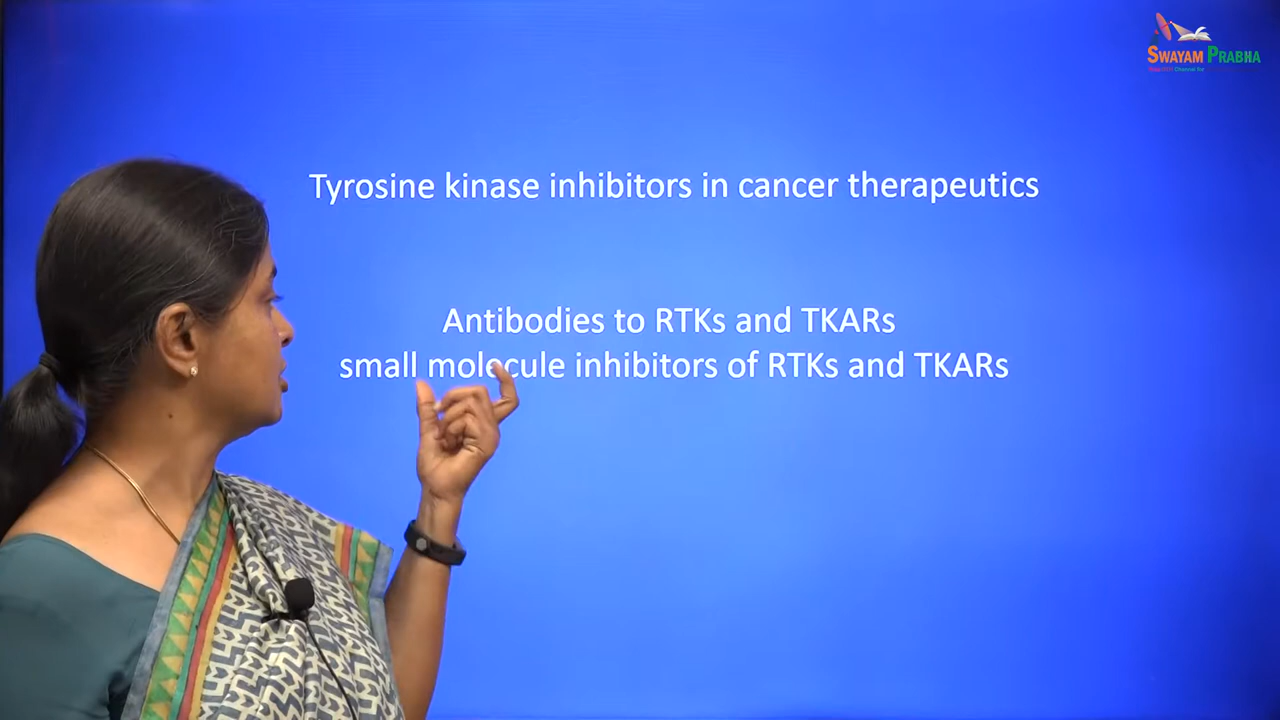 SWAYAM PRABHA
Tyrosine kinase inhibitors in cancer therapeutics
Antibodies to RTKs and TKARs
small molecule inhibitors of RTKs and TKARs